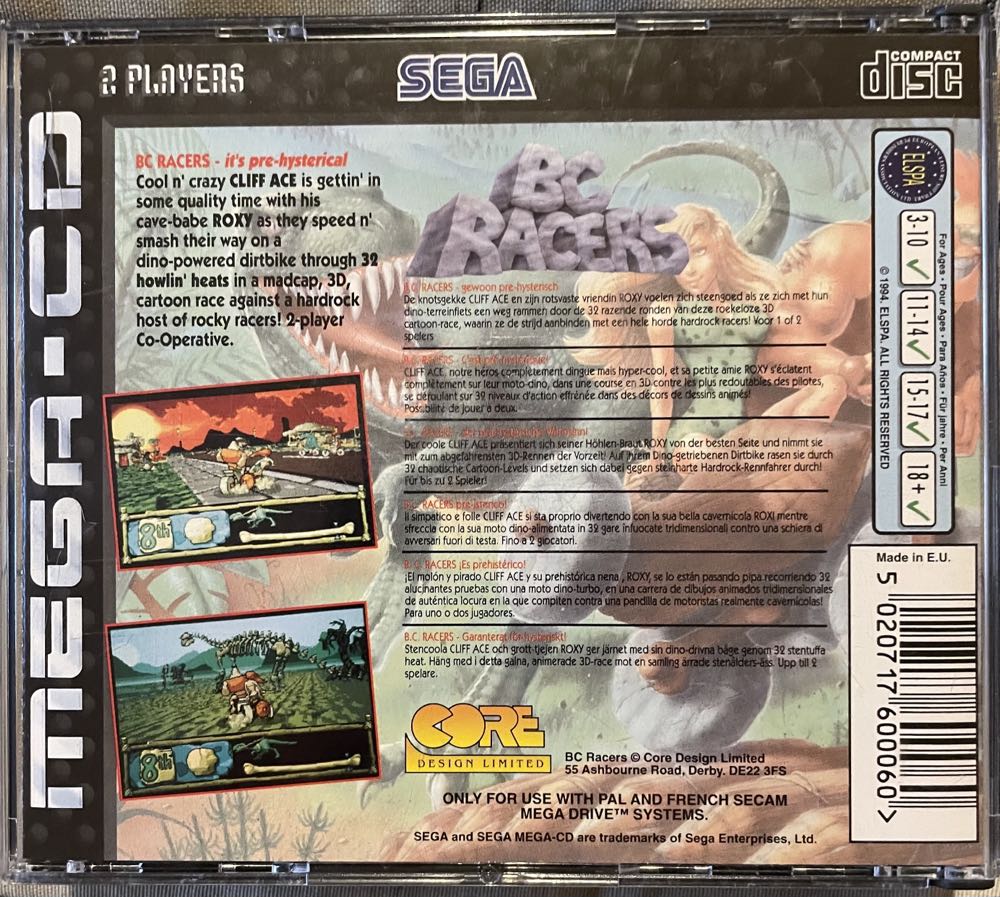 2 PLAYERS
SEGA
COMPACT
disc
MEGA-CD
BC RACERS - it's pre-hysterical
Cool n' crazy CLIFF ACE is gettin' in
some quality time with his
cave-babe ROXY as they speed n'
smash their way on a
dino-powered dirtbike through 32
howlin' heats in a madcap, 3D,
cartoon race against a hardrock
host of rocky racers! 2-player
Co-Operative.
BC
RACERS
B.C. RACERS - gewoon pre-hysterisch
De knotsgekke CLIFF ACE en zijn rotsvaste vriendin ROXY voelen zich steengoed als ze zich met hun
dino-terreinfiets een weg rammen door de 32 razende ronden van deze roekeloze 3D
cartoon-race, waarin ze de strijd aanbinden met een hele horde hardrock-racers! Voor 1 of 2
spelers
B.C. RACERS - C'est pré-hystérique!
CLIFF ACE, notre héros complètement dingue mais hyper-cool, et sa petite amie ROXY s'éclatent
complètement sur leur moto-dino, dans une course en 3D contre les plus redoutables des pilotes,
se déroulant sur 32 niveaux d'action effrénée dans des décors de dessins animés!
Possibilité de jouer à deux.
RACERS
Der coole CLIFF ACE präsentiert sich seiner Höhlen-Braut ROXY von der besten Seite und nimmt sie
mit zum abgefahrensten 3D-Rennen der Vorzeit! Auf ihrem Dino-getriebenen Dirtbike rasen sie durch
32 chaotische Cartoon-Levels und setzen sich dabei gegen steinharte Hardrock-Rennfahrer durch!
Für bis zu 2 Spieler!
B.C. RACERS pre-isterico!
Il simpatico e folle CLIFF ACE si sta proprio divertendo con la sua bella cavernicola ROXI mentre
sfreccia con la sua moto dino-alimentata in 32 gare infuocate tridimensionali contro una schiera di
avversari fuori di testa. Fino a 2 giocatori.
B.C. RACERS ¡Es prehistérico!
¡El molón y pirado CLIFF ACE y su prehistórica nena , ROXY, se lo están pasando pipa recorriendo 32
alucinantes pruebas con una moto dino-turbo, en una carrera de dibujos animados tridimensionales
de auténtica locura en la que compiten contra una pandilla de motoristas realmente cavernícolas!
Para uno o dos jugadores.
B.C. RACERS - Garanterat för-hysteriskt!
Stencoola CLIFF ACE och grott-tjejen ROXY ger järnet med sin dino-drivna båge genom 32 stentuffa
heat. Häng med i detta galna, animerade 3D-race mot en samling ärrade stenålders-äss. Upp till 2
spelare.
8th
8th
CORE
DESIGN LIMITED
BC Racers © Core Design Limited
55 Ashbourne Road, Derby. DE22 3FS
ONLY FOR USE WITH PAL AND FRENCH SECAM
MEGA DRIVE™ SYSTEMS.
SEGA and SEGA MEGA-CD are trademarks of Sega Enterprises, Ltd.
ELSPA
3-10 ✓
11-14 ✓
15-17 ✓
18+ ✓
For Ages • Pour Ages • Para Años • Für Jahre • Per Anni
© 1994. ELSPA. ALL RIGHTS RESERVED
Made in E.U.
5 020717 600060 >